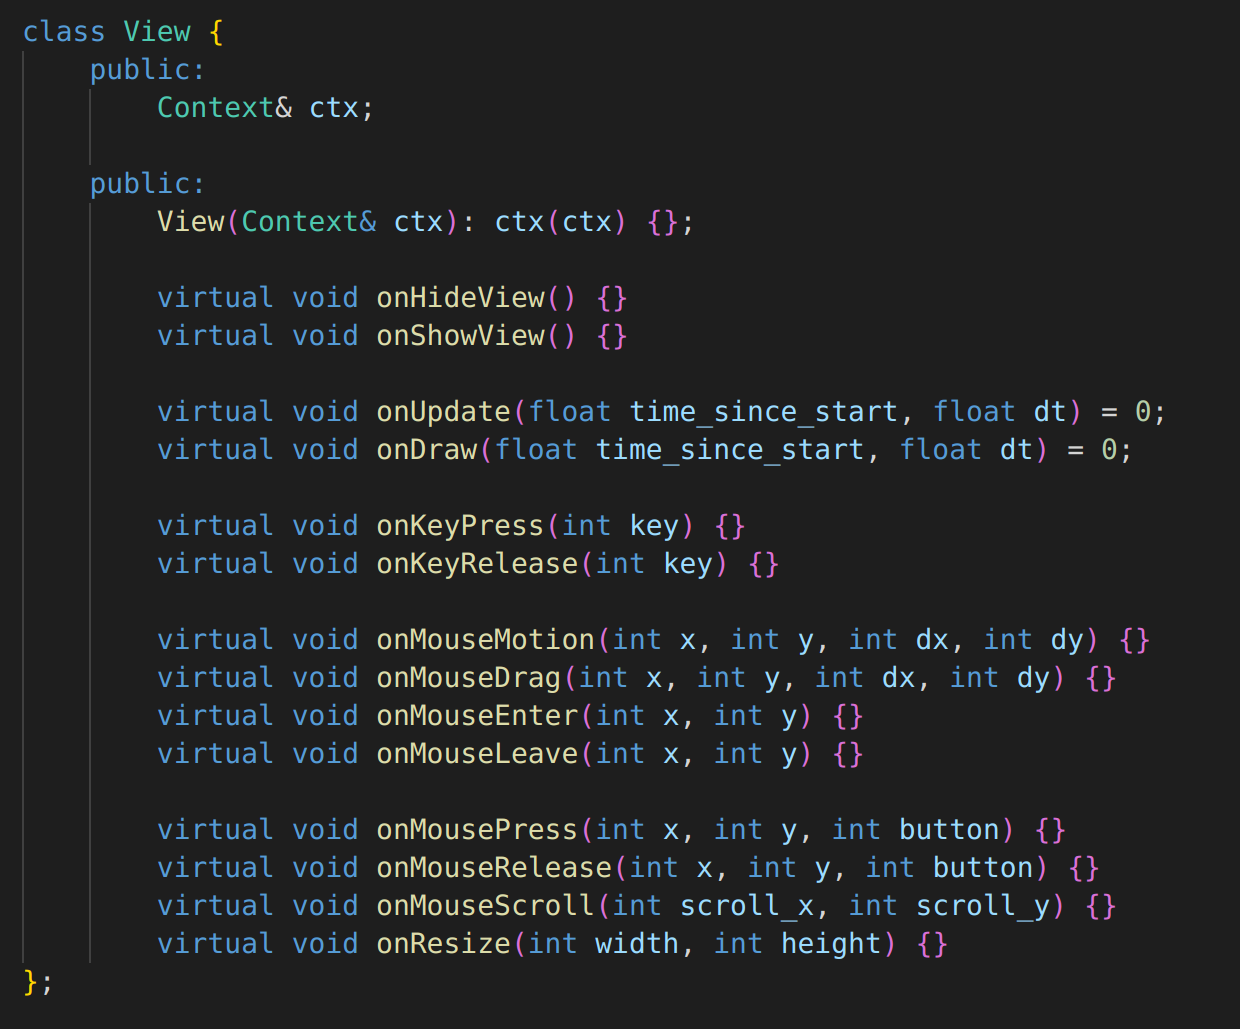 class View {
    public:
        Context& ctx;

    public:
        View(Context& ctx): ctx(ctx) {};

        virtual void onHideView() {}
        virtual void onShowView() {}

        virtual void onUpdate(float time_since_start, float dt) = 0;
        virtual void onDraw(float time_since_start, float dt) = 0;

        virtual void onKeyPress(int key) {}
        virtual void onKeyRelease(int key) {}

        virtual void onMouseMotion(int x, int y, int dx, int dy) {}
        virtual void onMouseDrag(int x, int y, int dx, int dy) {}
        virtual void onMouseEnter(int x, int y) {}
        virtual void onMouseLeave(int x, int y) {}

        virtual void onMousePress(int x, int y, int button) {}
        virtual void onMouseRelease(int x, int y, int button) {}
        virtual void onMouseScroll(int scroll_x, int scroll_y) {}
        virtual void onResize(int width, int height) {}
};